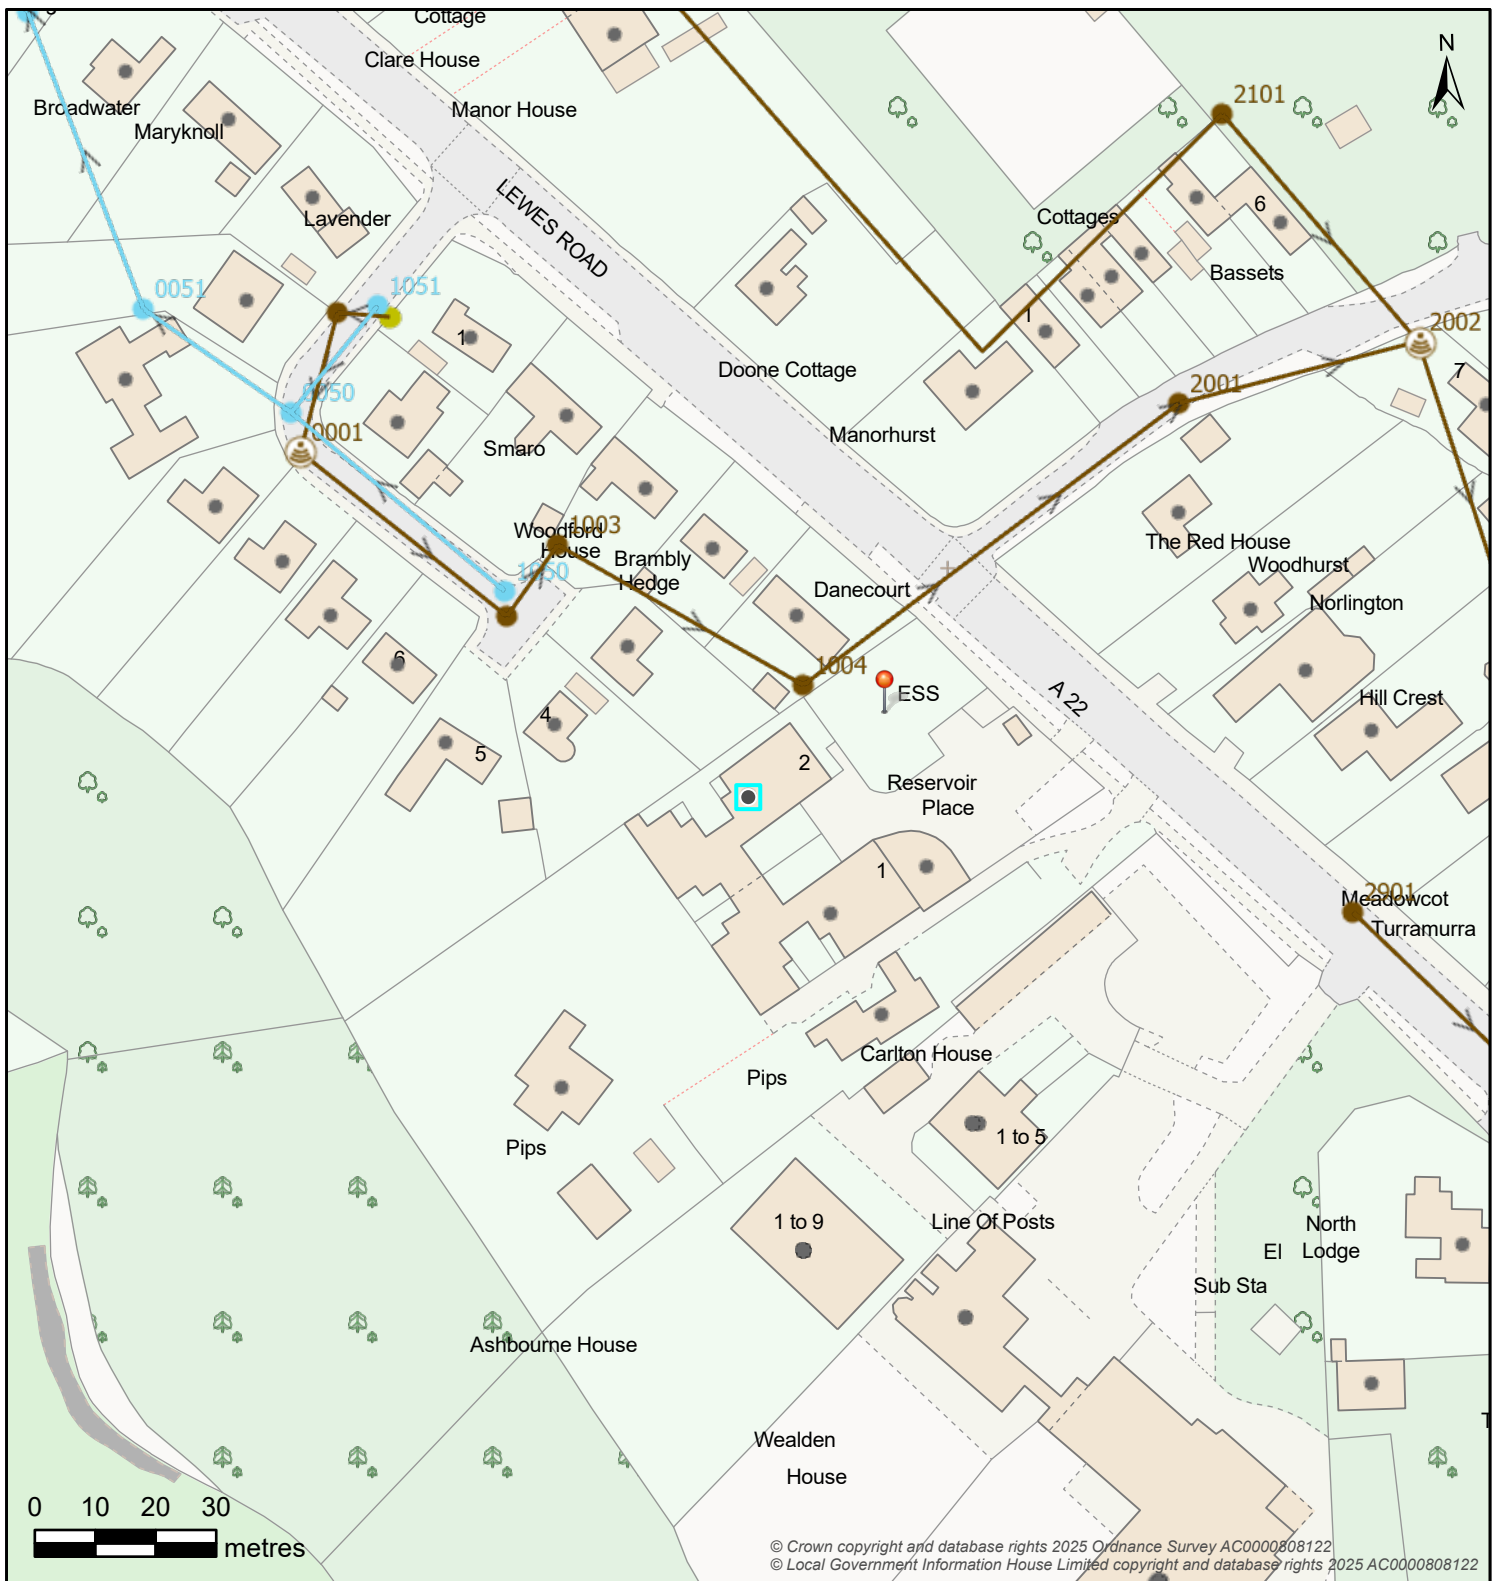 Cottage
Clare House
N
2101
Broadwater
Manor House
Maryknoll
6
Lavender
LEWES ROAD
Cottages
Bassets
0051
1051
2002
1
1
Doone Cottage
7
2001
0001
Smaro
Manorhurst
1003
Woodford
House
Brambly
Hedge
1050
The Red House
Woodhurst
Danecourt
Norlington
6
1004
ESS
A 22
Hill Crest
4
5
2
Reservoir
Place
1
2901
Meadowcot
Turramurra
Carlton House
Pips
1 to 5
Pips
1 to 9
Line Of Posts
North
Lodge
El
Sub Sta
Ashbourne House
Wealden
House
0 10 20 30
metres
© Crown copyright and database rights 2025 Ordnance Survey AC0000808122
© Local Government Information House Limited copyright and database rights 2025 AC0000808122